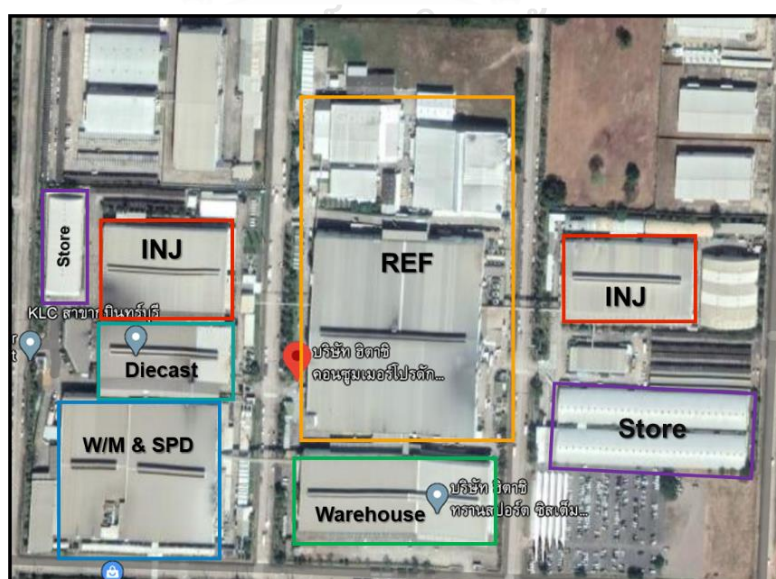 Store
INJ
REF
INJ
KLC สาขากบินทร์บุรี
Diecast
บริษัท ฮิตาชิ
คอนซูมเมอร์โปรดัก...
W/M & SPD
Store
Warehouse
บริษัท ฮิตาชิ
ทรานสปอร์ต ซิสเต็ม...